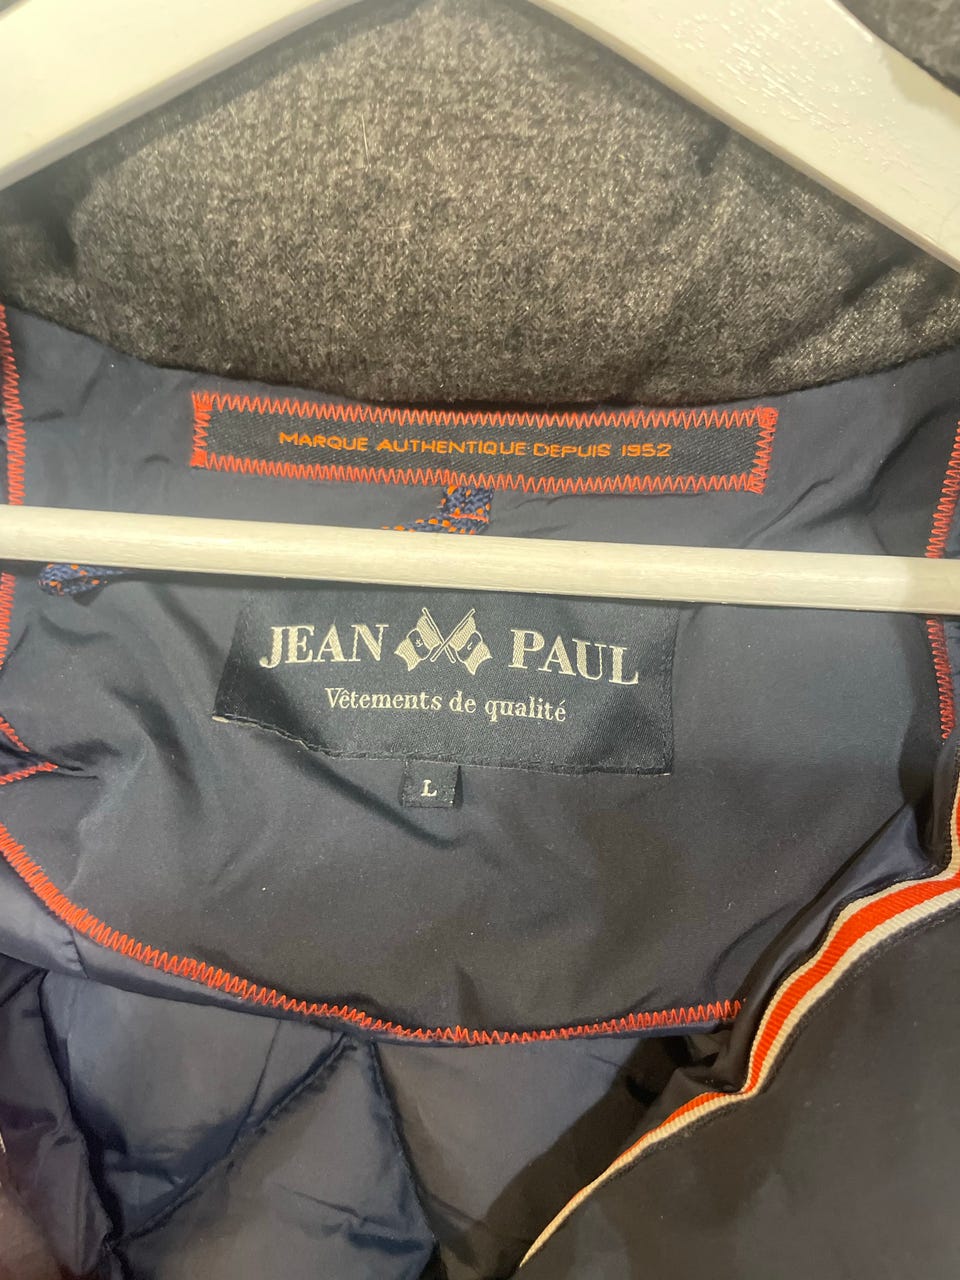 MARQUE AUTHENTIQUE DEPUIS 1952
JEAN PAUL
Vêtements de qualité
L